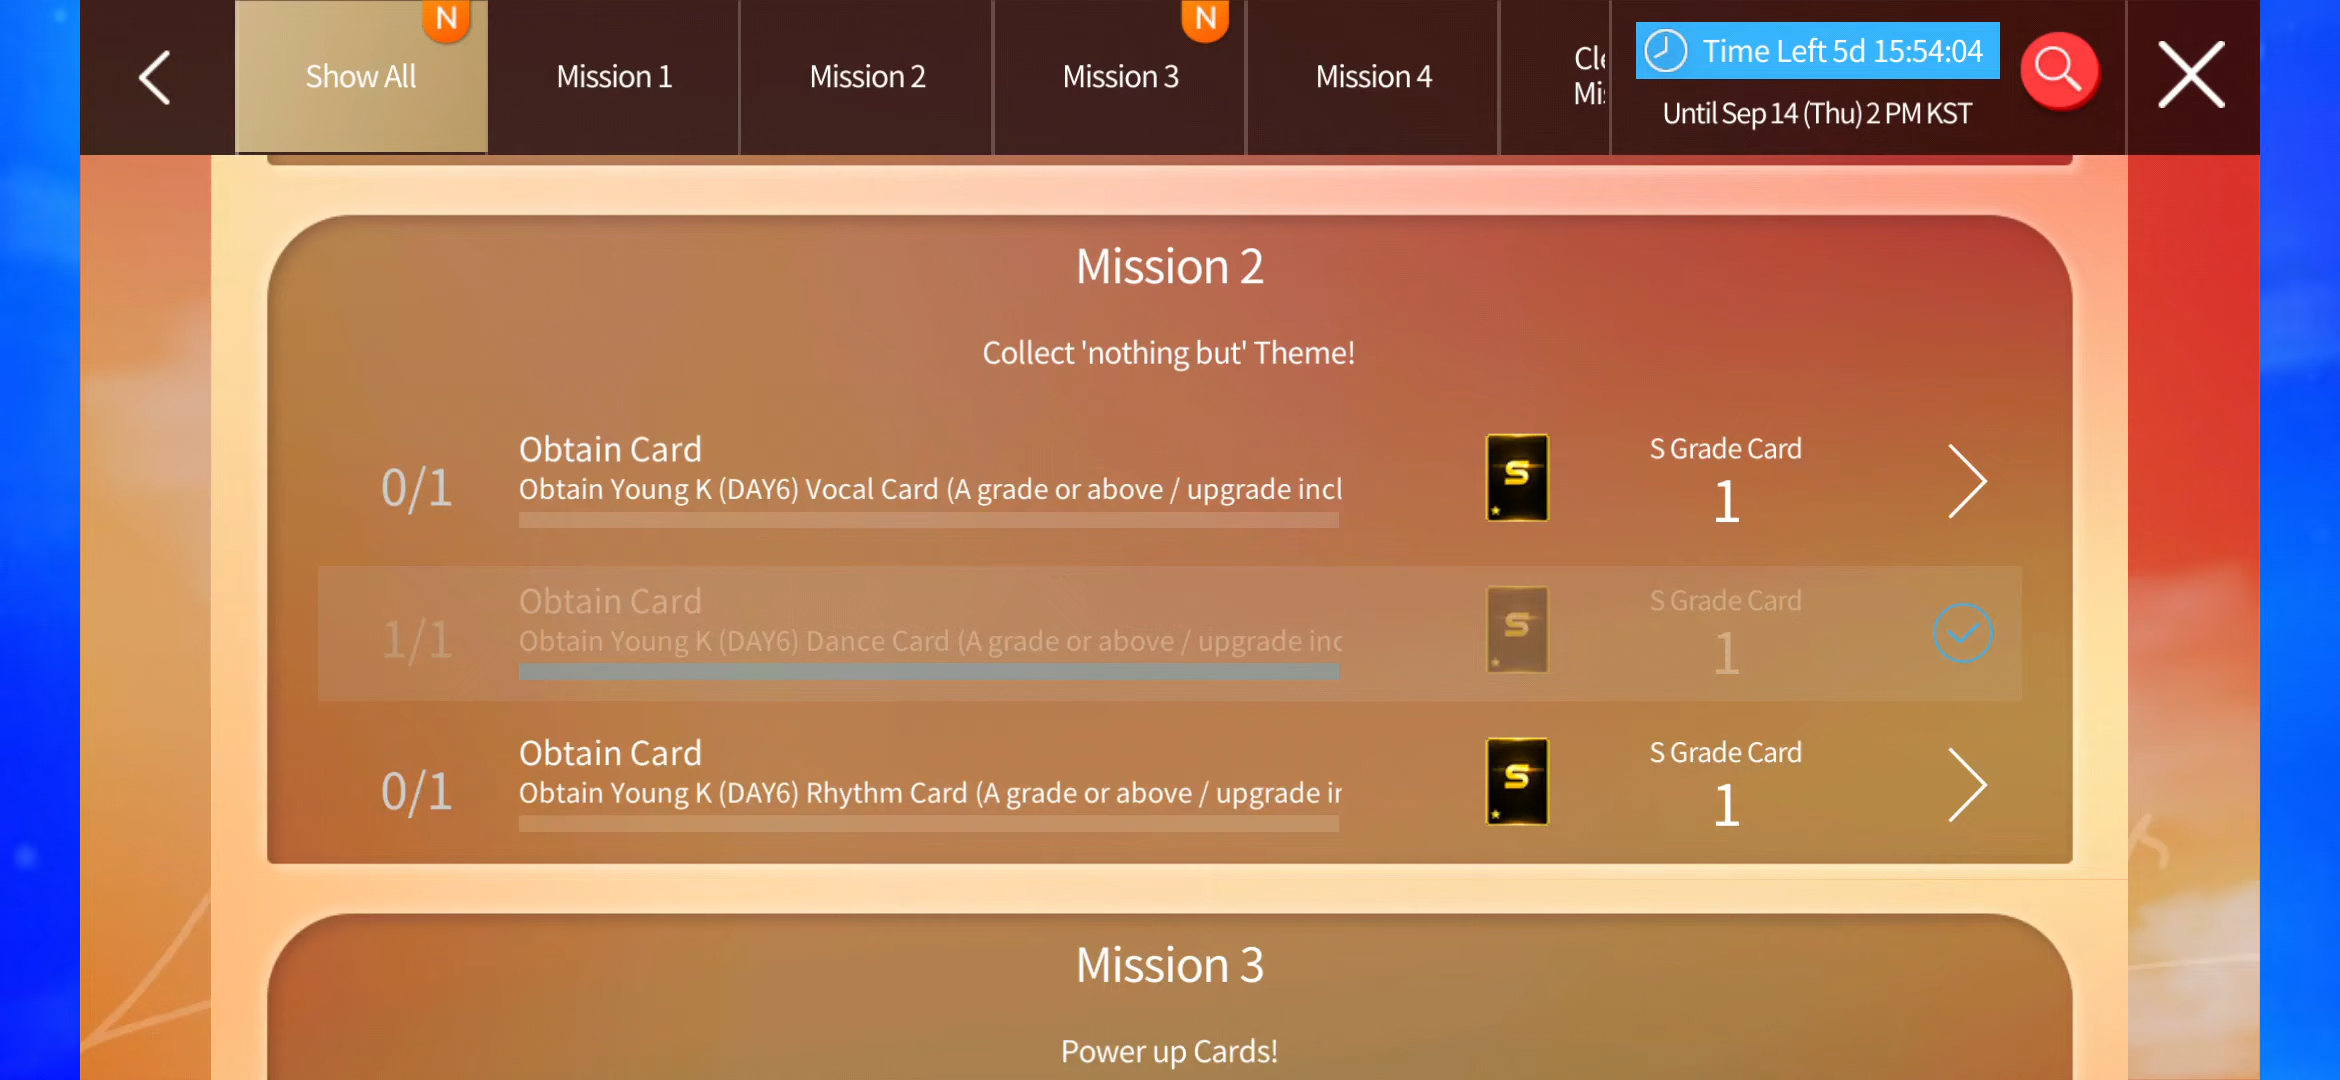 N
N
Show All
Mission 1
Mission 2
Mission 3
Mission 4
Cle
Mis
Time Left 5d 15:54:04
Until Sep 14 (Thu) 2 PM KST
Mission 2
Collect 'nothing but' Theme!
0/1
Obtain Card
Obtain Young K (DAY6) Vocal Card (A grade or above / upgrade incl
S
S Grade Card
1
1/1
Obtain Card
Obtain Young K (DAY6) Dance Card (A grade or above / upgrade inc
S
S Grade Card
1
0/1
Obtain Card
Obtain Young K (DAY6) Rhythm Card (A grade or above / upgrade in
S
S Grade Card
1
Mission 3
Power up Cards!